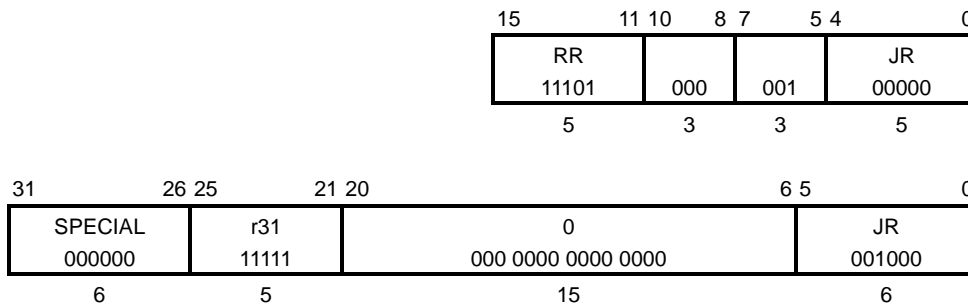 15 11 10 8 7 5 4 0
RR JR
11101 000 001 00000
5 3 3 5
31 26 25 21 20 6 5 0
SPECIAL r31 0 JR
000000 11111 000 0000 0000 0000 001000
6 5 15 6